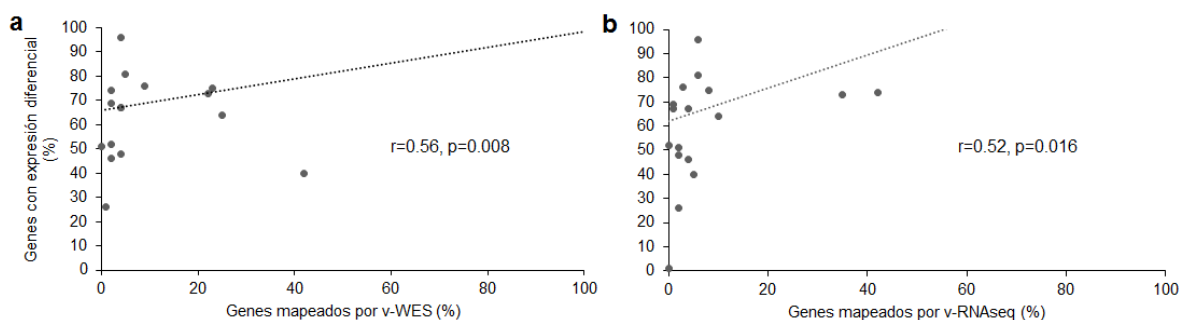 a
Genes con expresión diferencial
(%)
100
90
80
70
60
50
40
30
20
10
0
r=0.56, p=0.008
0 20 40 60 80 100
Genes mapeados por v-WES (%)
b
100
90
80
70
60
50
40
30
20
10
0
r=0.52, p=0.016
0 20 40 60 80 100
Genes mapeados por v-RNAseq (%)